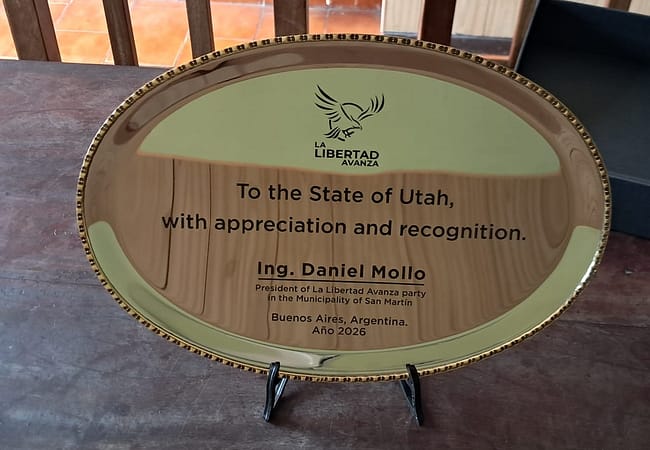 LA
LIBERTAD
AVANZA
To the State of Utah,
with appreciation and recognition.
Ing. Daniel Mollo
President of La Libertad Avanza party
in the Municipality of San Martín
Buenos Aires, Argentina.
Año 2026